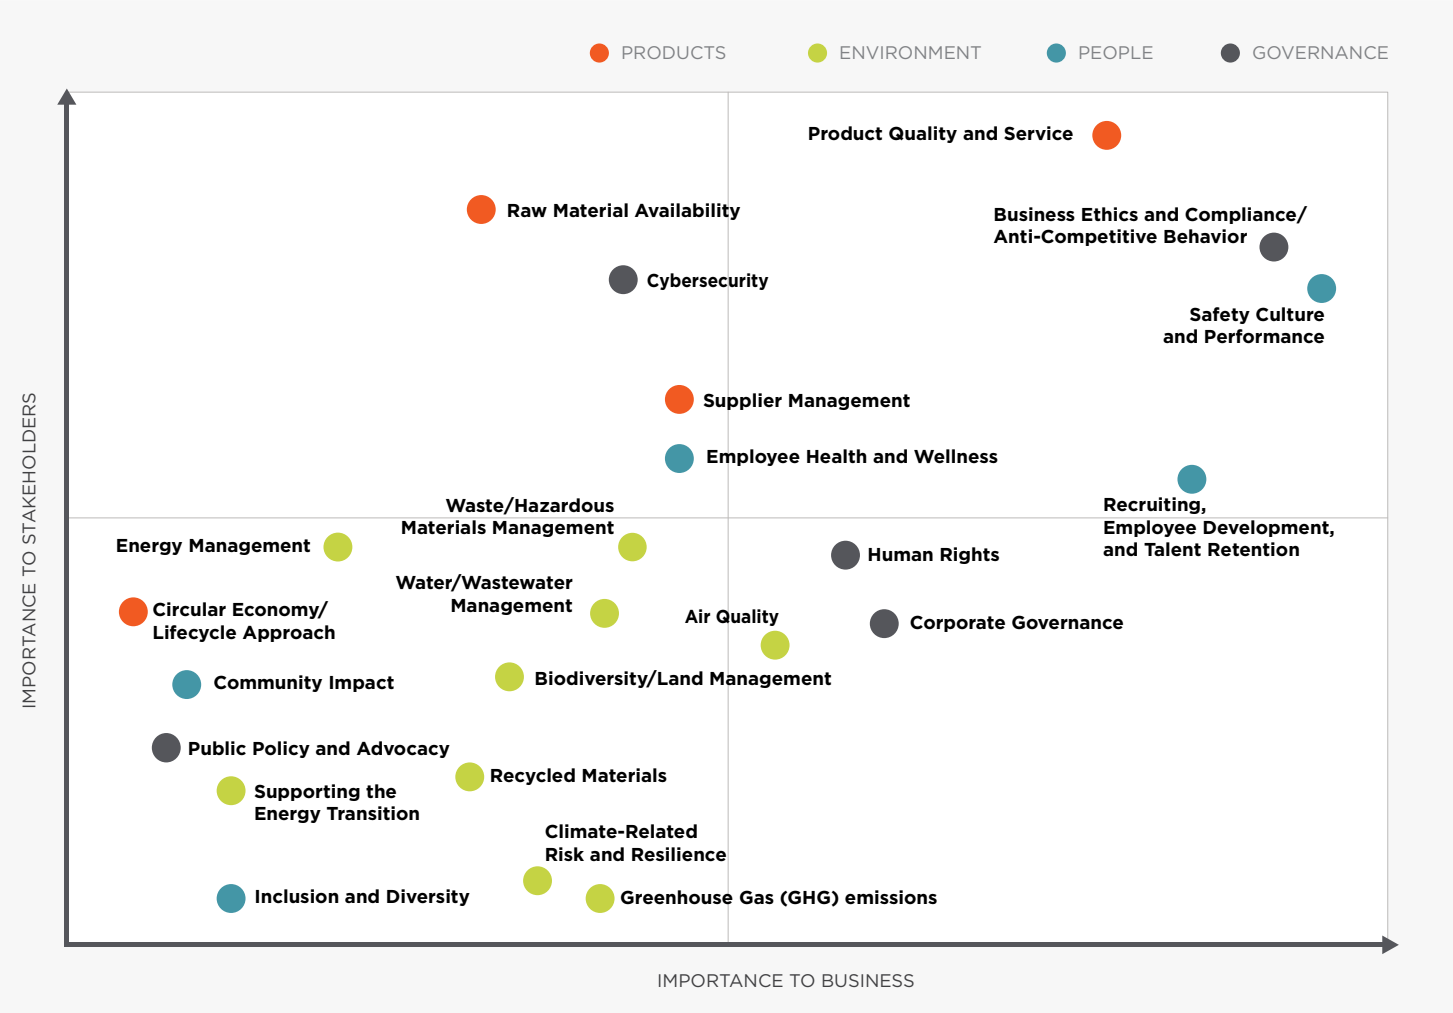 PRODUCTS
ENVIRONMENT
PEOPLE
GOVERNANCE
Product Quality and Service
Raw Material Availability
Business Ethics and Compliance/
Anti-Competitive Behavior
Cybersecurity
Safety Culture
and Performance
Supplier Management
Employee Health and Wellness
Recruiting,
Employee Development,
and Talent Retention
Waste/Hazardous
Materials Management
Energy Management
Human Rights
Water/Wastewater
Management
Circular Economy/
Lifecycle Approach
Air Quality
Corporate Governance
Community Impact
Biodiversity/Land Management
Public Policy and Advocacy
Recycled Materials
Supporting the
Energy Transition
Climate-Related
Risk and Resilience
Inclusion and Diversity
Greenhouse Gas (GHG) emissions
IMPORTANCE TO STAKEHOLDERS
IMPORTANCE TO BUSINESS